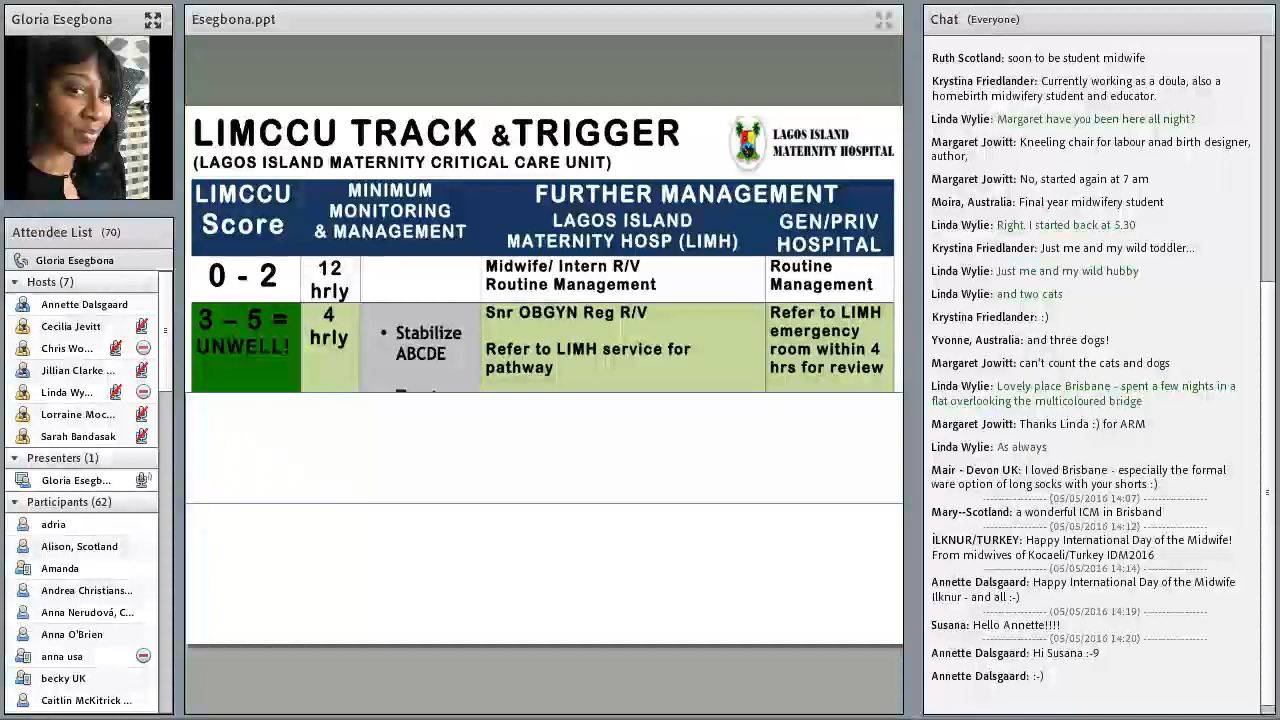 Gloria Esegbona
Attendee List (70)
Gloria Esegbona
Hosts (7)
Annette Dalsgaard
Cecilia Jevitt
Chris Wo...
Jillian Clarke ...
Linda Wy...
Lorraine Moc...
Sarah Bandasak
Presenters (1)
Gloria Esegb...
Participants (62)
adria
Alison, Scotland
Amanda
Andrea Christians...
Anna Nerudová, C...
Anna O'Brien
anna usa
becky UK
Caitlin McKitrick ...
Esegbona.ppt
LIMCCU TRACK & TRIGGER
(LAGOS ISLAND MATERNITY CRITICAL CARE UNIT)
LAGOS ISLAND
MATERNITY HOSPITAL
LIMCCU
Score
MINIMUM
MONITORING
& MANAGEMENT
FURTHER MANAGEMENT
LAGOS ISLAND
MATERNITY HOSP (LIMH)
GEN/PRIV
HOSPITAL
0 - 2
12
hrly
Midwife/ Intern R/V
Routine Management
Routine
Management
3 – 5 =
UNWELL!
4
hrly
• Stabilize
ABCDE
Snr OBGYN Reg R/V
Refer to LIMH service for
pathway
Refer to LIMH
emergency
room within 4
hrs for review
Chat (Everyone)
Ruth Scotland: soon to be student midwife
Krystina Friedlander: Currently working as a doula, also a
homebirth midwifery student and educator.
Linda Wylie: Margaret have you been here all night?
Margaret Jowitt: Kneeling chair for labour anad birth designer,
author,
Margaret Jowitt: No, started again at 7 am
Moira, Australia: Final year midwifery student
Linda Wylie: Right. I started back at 5.30
Krystina Friedlander: Just me and my wild toddler...
Linda Wylie: Just me and my wild hubby
Linda Wylie: and two cats
Krystina Friedlander: :)
Yvonne, Australia: and three dogs!
Margaret Jowitt: can't count the cats and dogs
Linda Wylie: Lovely place Brisbane - spent a few nights in a
flat overlooking the multicoloured bridge
Margaret Jowitt: Thanks Linda :) for ARM
Linda Wylie: As always
Mair - Devon UK: I loved Brisbane - especially the formal
ware option of long socks with your shorts :)
------------------ (05/05/2016 14:07) ------------------
Mary--Scotland: a wonderful ICM in Brisband
------------------ (05/05/2016 14:12) ------------------
İLKNUR/TURKEY: Happy International Day of the Midwife!
From midwives of Kocaeli/Turkey IDM2016
------------------ (05/05/2016 14:14) ------------------
Annette Dalsgaard: Happy International Day of the Midwife
Ilknur - and all :-)
------------------ (05/05/2016 14:19) ------------------
Susana: Hello Annette!!!!
------------------ (05/05/2016 14:20) ------------------
Annette Dalsgaard: Hi Susana :-9
Annette Dalsgaard: :-)